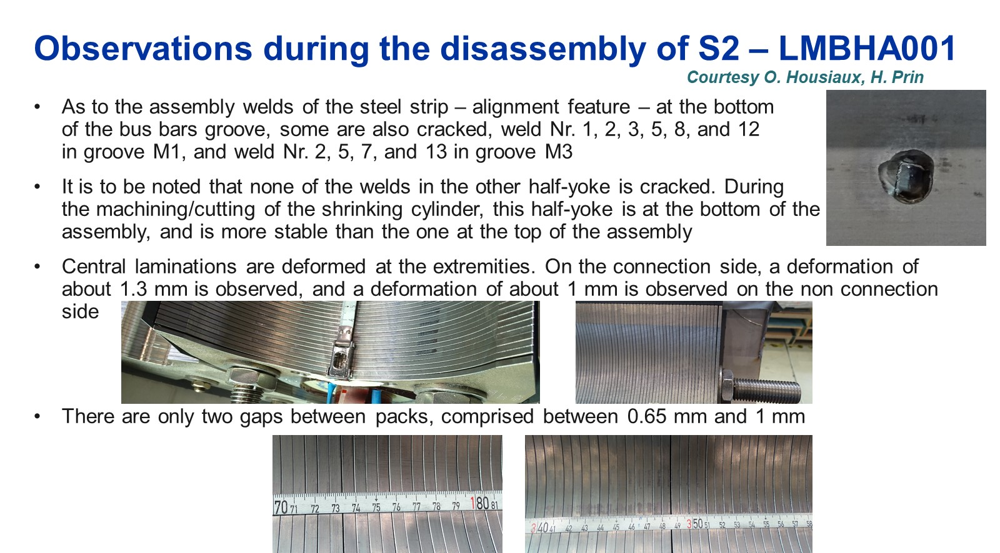 Observations during the disassembly of S2 – LMBHA001
Courtesy O. Housiaux, H. Prin
• As to the assembly welds of the steel strip – alignment feature – at the bottom
of the bus bars groove, some are also cracked, weld Nr. 1, 2, 3, 5, 8, and 12
in groove M1, and weld Nr. 2, 5, 7, and 13 in groove M3
• It is to be noted that none of the welds in the other half-yoke is cracked. During
the machining/cutting of the shrinking cylinder, this half-yoke is at the bottom of the
assembly, and is more stable than the one at the top of the assembly
• Central laminations are deformed at the extremities. On the connection side, a deformation of
about 1.3 mm is observed, and a deformation of about 1 mm is observed on the non connection
side
• There are only two gaps between packs, comprised between 0.65 mm and 1 mm
70 71 72 73 74 75 76 77 78 79 180 81
340 41 42 43 44 45 46 47 48 49 350 51 52 53 54 55 56 57 58